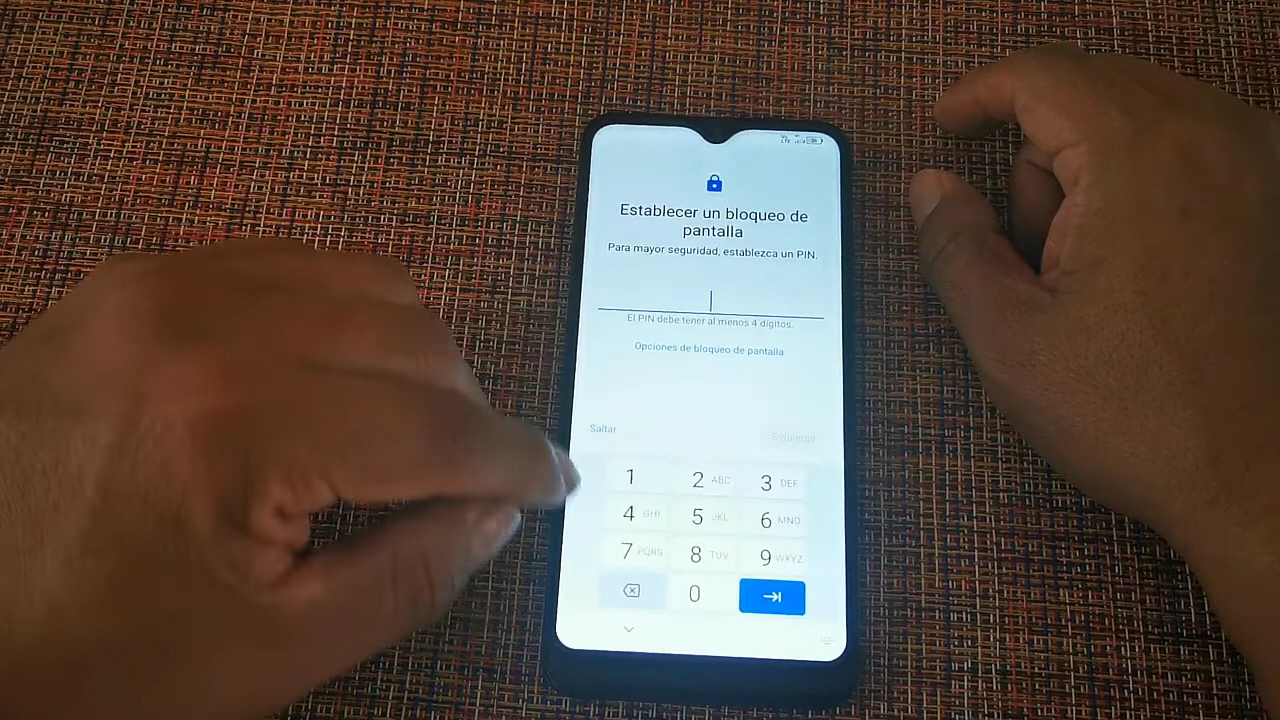 Establecer un bloqueo de
pantalla
Para mayor seguridad, establezca un PIN.
El PIN debe tener al menos 4 dígitos.
Opciones de bloqueo de pantalla
Saltar
Siguiente
1 2 ABC 3 DEF
4 GHI 5 JKL 6 MNO
7 PQRS 8 TUV 9 WXYZ
0